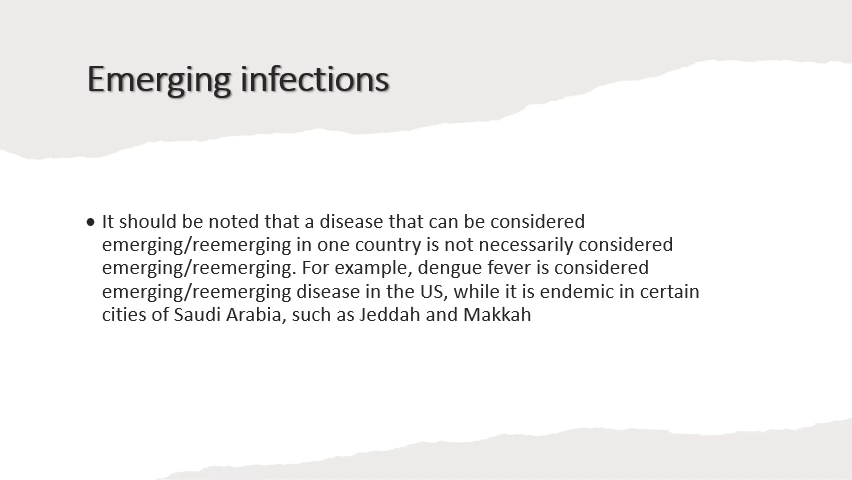 Emerging infections
• It should be noted that a disease that can be considered
emerging/reemerging in one country is not necessarily considered
emerging/reemerging. For example, dengue fever is considered
emerging/reemerging disease in the US, while it is endemic in certain
cities of Saudi Arabia, such as Jeddah and Makkah